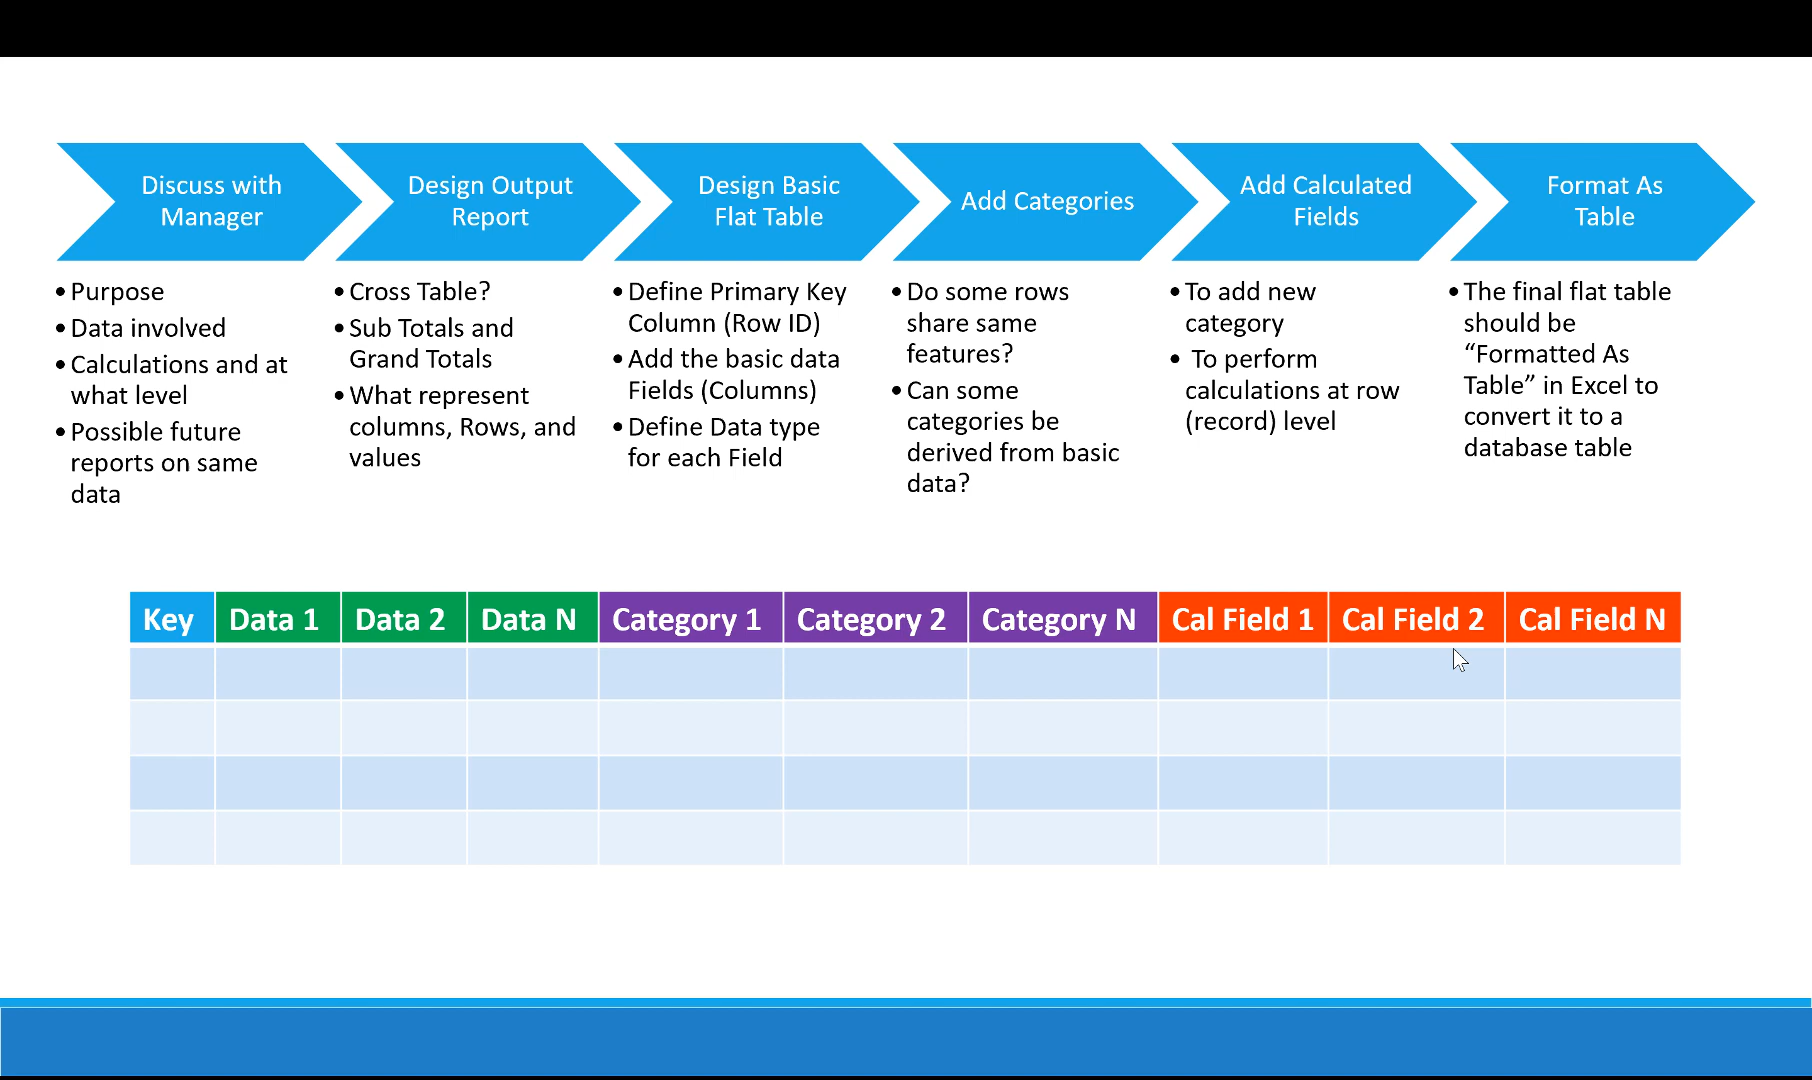 Discuss with
Manager
Design Output
Report
Design Basic
Flat Table
Add Categories
Add Calculated
Fields
Format As
Table
• Purpose
• Data involved
• Calculations and at
what level
• Possible future
reports on same
data
• Cross Table?
• Sub Totals and
Grand Totals
• What represent
columns, Rows, and
values
• Define Primary Key
Column (Row ID)
• Add the basic data
Fields (Columns)
• Define Data type
for each Field
• Do some rows
share same
features?
• Can some
categories be
derived from basic
data?
• To add new
category
• To perform
calculations at row
(record) level
• The final flat table
should be
“Formatted As
Table” in Excel to
convert it to a
database table
Key Data 1 Data 2 Data N Category 1 Category 2 Category N Cal Field 1 Cal Field 2 Cal Field N